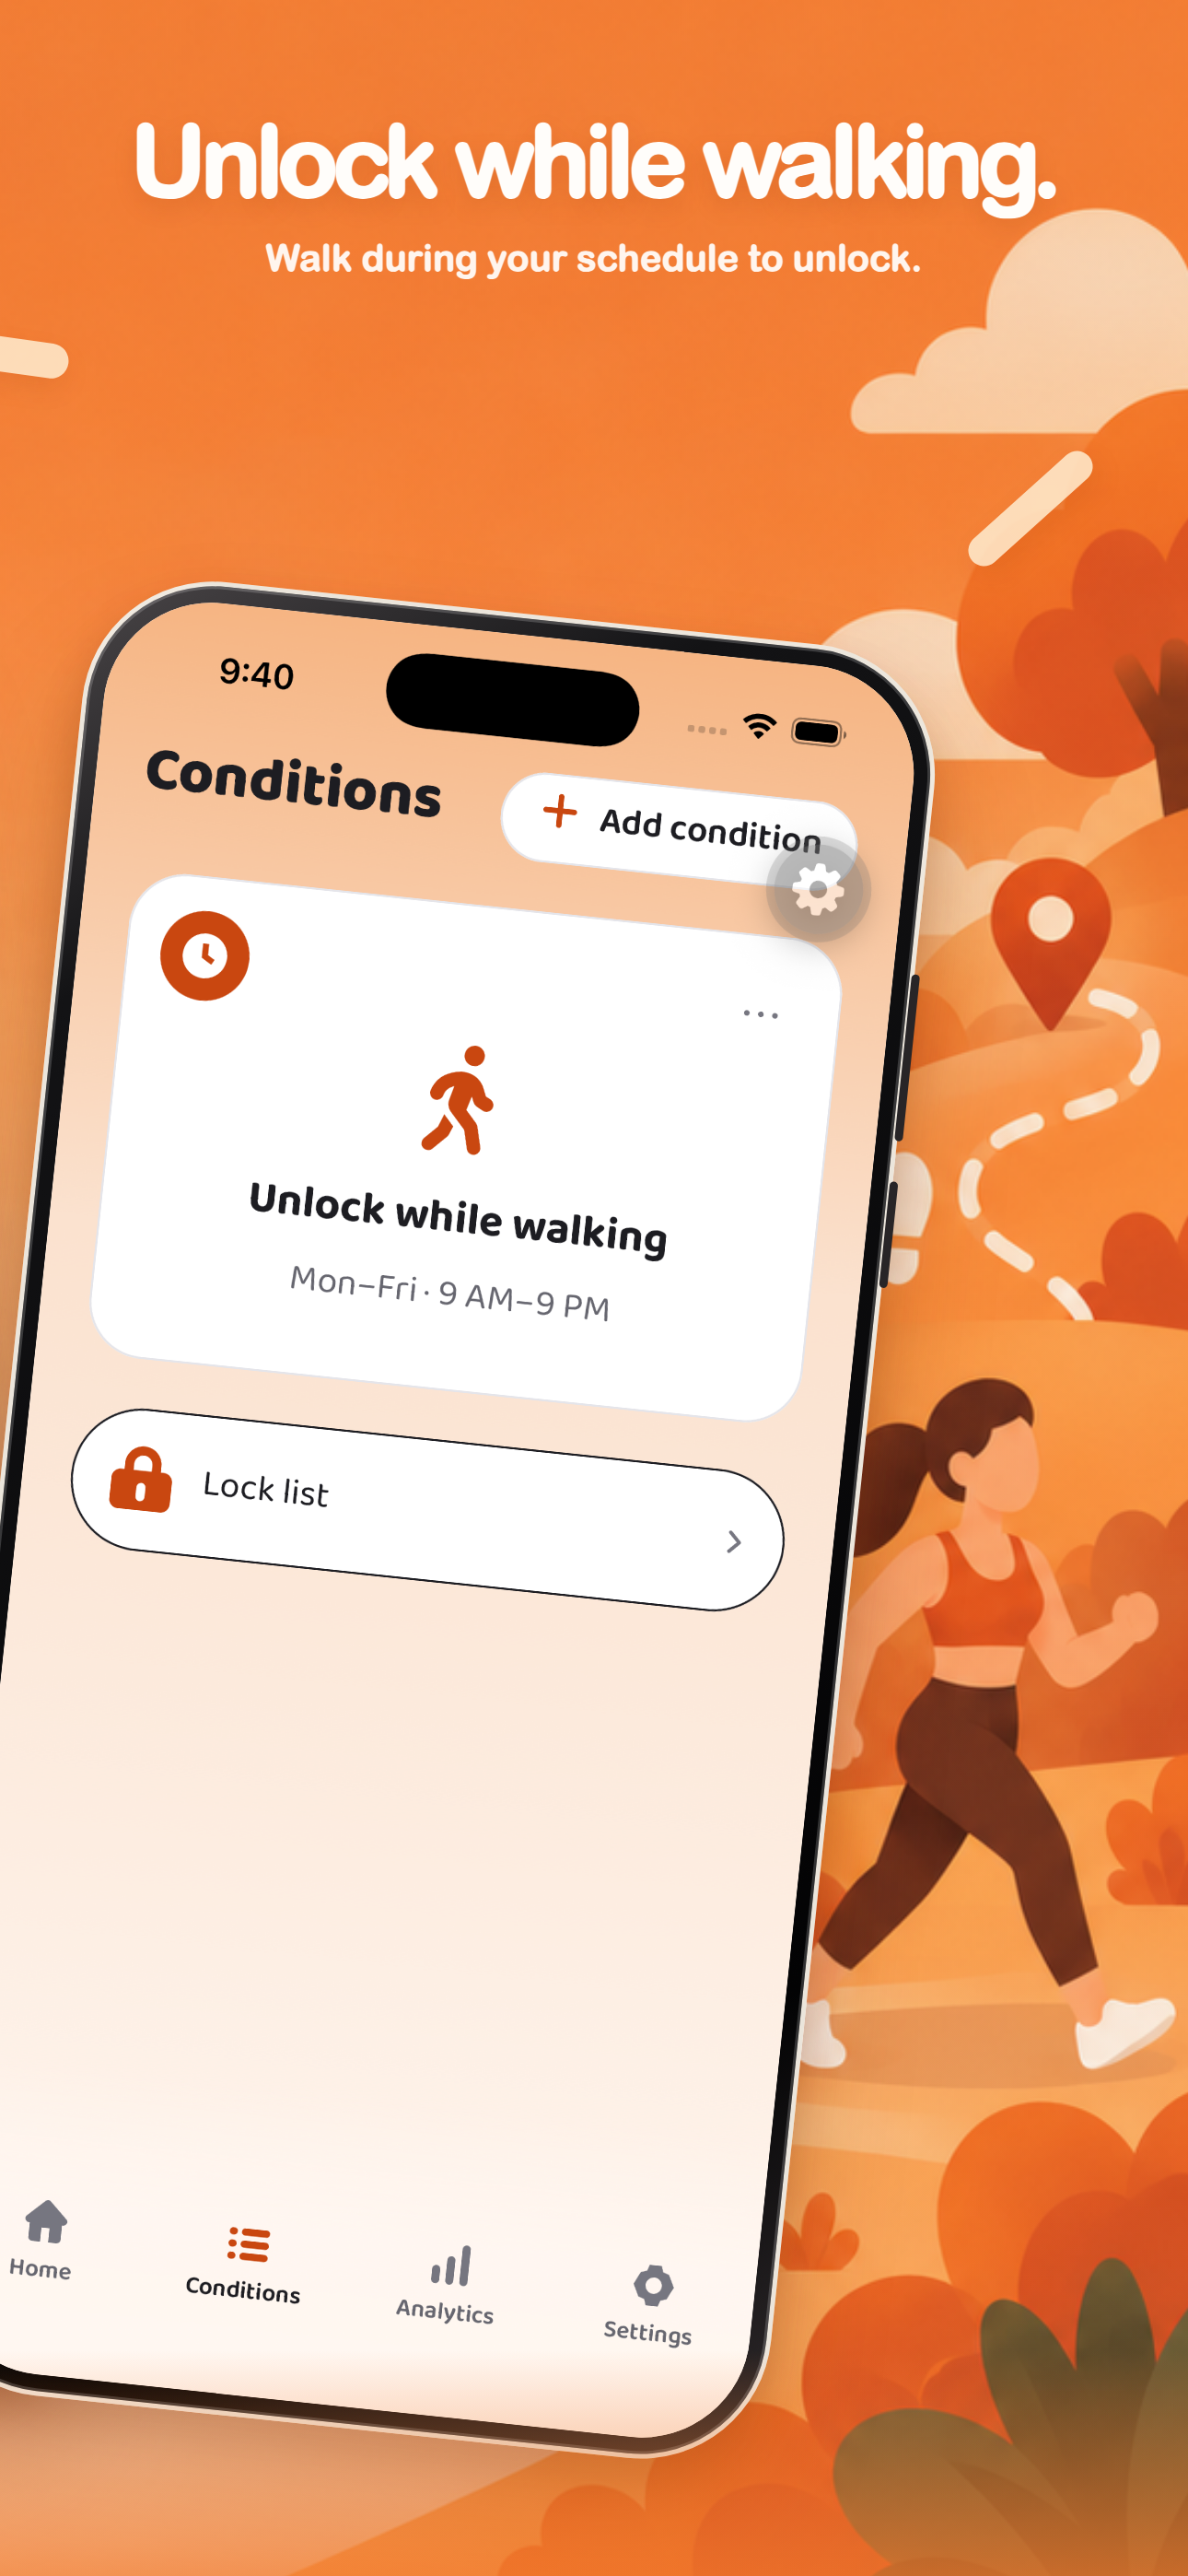 Unlock while walking.
Walk during your schedule to unlock.
9:40
Conditions
Add condition
...
Unlock while walking
Mon–Fri · 9 AM–9 PM
Lock list
Home
Conditions
Analytics
Settings